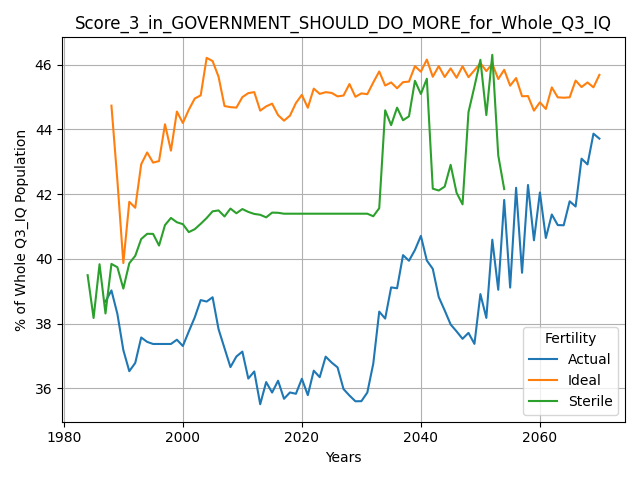 Score_3_in_GOVERNMENT_SHOULD_DO_MORE_for_Whole_Q3_IQ
46
44
42
40
38
36
% of Whole Q3_IQ Population
1980
2000
2020
2040
2060
Years
Fertility
Actual
Ideal
Sterile